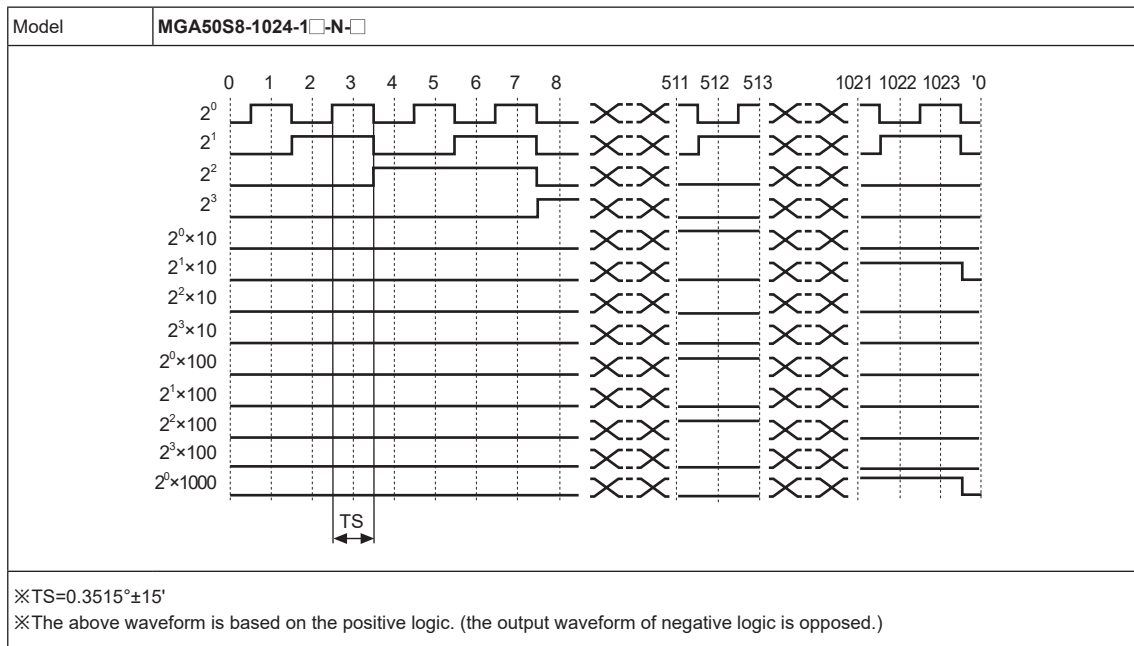 Model MGA50S8-1024-1□-N-□
0 1 2 3 4 5 6 7 8 511 512 513 1021 1022 1023 '0
2⁰
2¹
2²
2³
2⁰×10
2¹×10
2²×10
2³×10
2⁰×100
2¹×100
2²×100
2³×100
2⁰×1000
TS
※TS=0.3515°±15'
※The above waveform is based on the positive logic. (the output waveform of negative logic is opposed.)